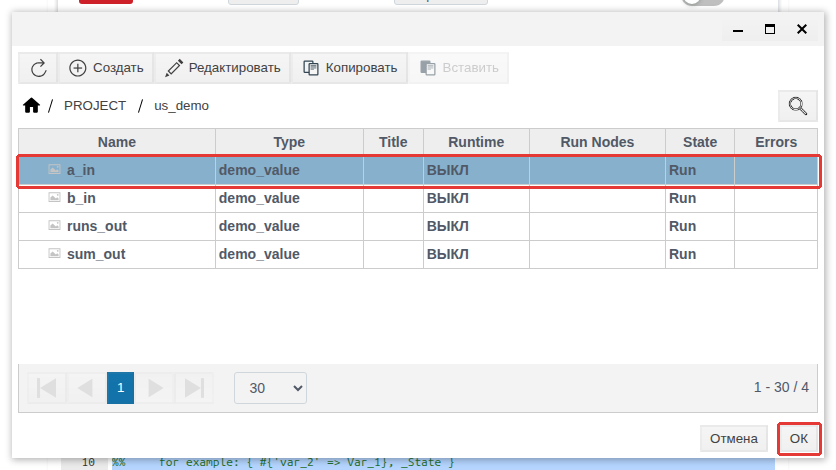 Создать Редактировать Копировать Вставить
/ PROJECT / us_demo
Name Type Title Runtime Run Nodes State Errors
a_in demo_value ВЫКЛ Run
b_in demo_value ВЫКЛ Run
runs_out demo_value ВЫКЛ Run
sum_out demo_value ВЫКЛ Run
1 30 1 - 30 / 4
Отмена ОК
10 %% for example: { #{'var_2' => Var_1}, _State }